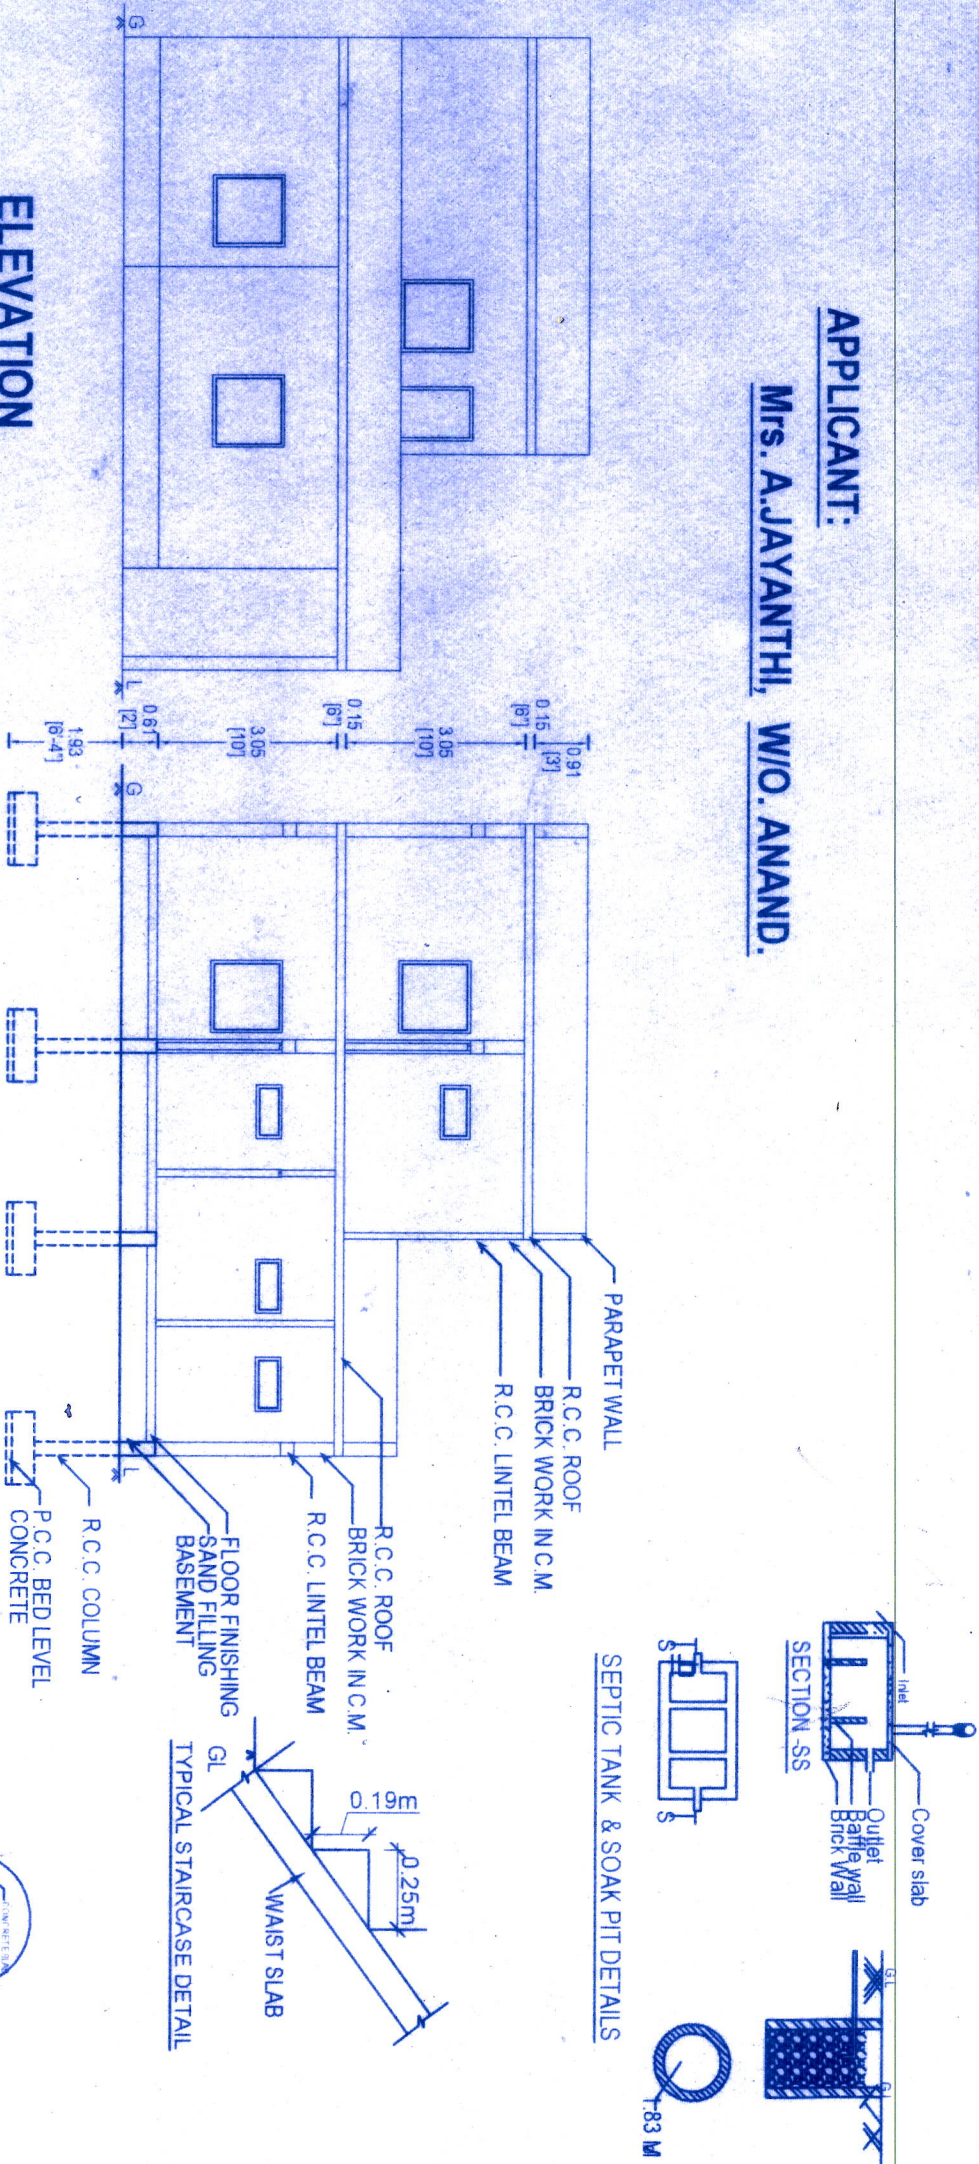 APPLICANT:
Mrs. A.JAYANTHI, W/O. ANAND.
Inlet
Cover slab
Outlet
Baffle wall
Brick Wall
SECTION -SS
S
S
SEPTIC TANK & SOAK PIT DETAILS
G.L
G.L
1.83 M
PARAPET WALL
R.C.C. ROOF
BRICK WORK IN C.M.
R.C.C. LINTEL BEAM
R.C.C. ROOF
BRICK WORK IN C.M.
R.C.C. LINTEL BEAM
FLOOR FINISHING
SAND FILLING
BASEMENT
R.C.C. COLUMN
P.C.C. BED LEVEL
CONCRETE
0.91
[3']
0.15
[6"]
3.05
[10']
0.15
[6"]
3.05
[10']
0.61
[2']
1.93
[6'-4"]
G
L
G
L
ELEVATION
0.19m
0.25m
WAIST SLAB
GL
TYPICAL STAIRCASE DETAIL